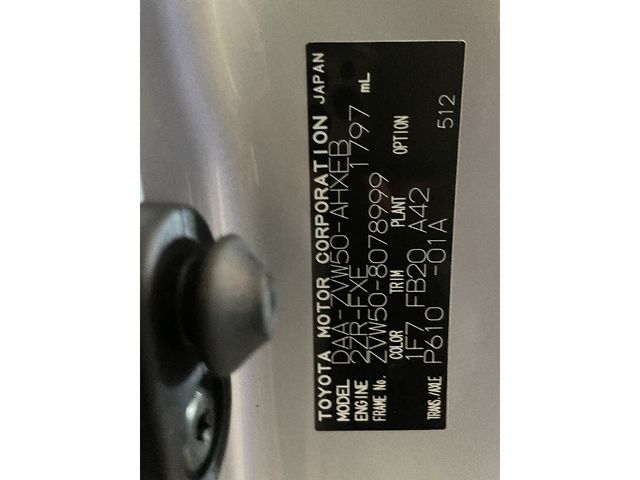 TOYOTA MOTOR CORPORATION JAPAN
MODEL DAA-ZVW50-AHXEB
ENGINE 2ZR-FXE 1797 mL
FRAME No. ZVW50-8078999
COLOR TRIM PLANT OPTION
1F7 FB20 A42
TRANS./AXLE P610 -01A 512